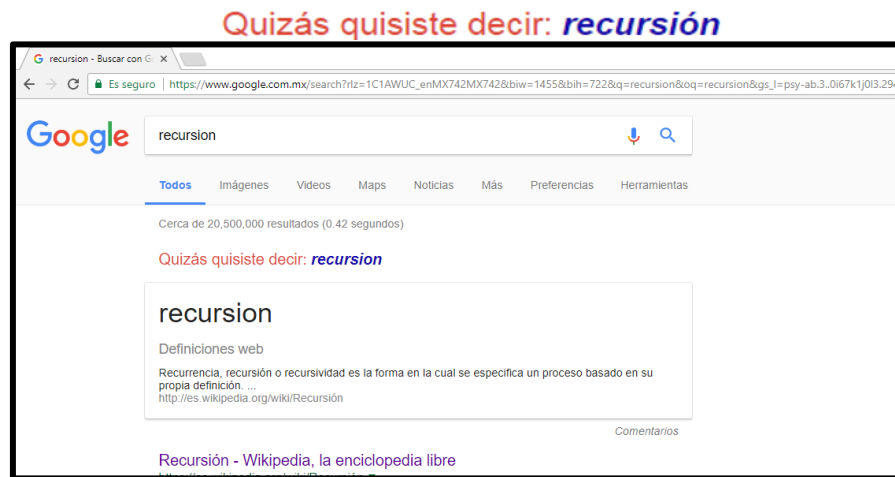 Quizás quisiste decir: recursión
recursion - Buscar con G
Es seguro | https://www.google.com.mx/search?rlz=1C1AWUC_enMX742MX742&biw=1455&bih=722&q=recursion&oq=recursion&gs_l=psy-ab.3..0i67k1j0l3.294
Google recursion
Todos Imágenes Videos Maps Noticias Más Preferencias Herramientas
Cerca de 20,500,000 resultados (0.42 segundos)
Quizás quisiste decir: recursion
recursion
Definiciones web
Recurrencia, recursión o recursividad es la forma en la cual se especifica un proceso basado en su
propia definición. ...
http://es.wikipedia.org/wiki/Recursión
Comentarios
Recursión - Wikipedia, la enciclopedia libre